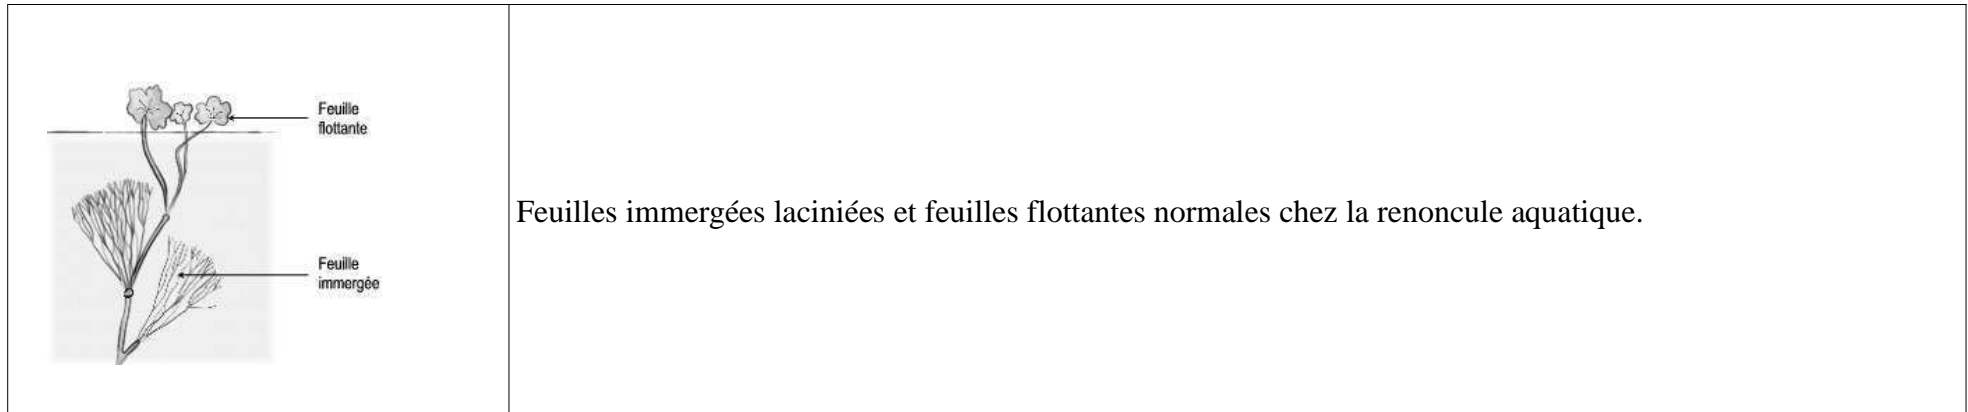 Feuille
flottante
Feuilles immergées laciniées et feuilles flottantes normales chez la renoncule aquatique.
Feuille
immergée